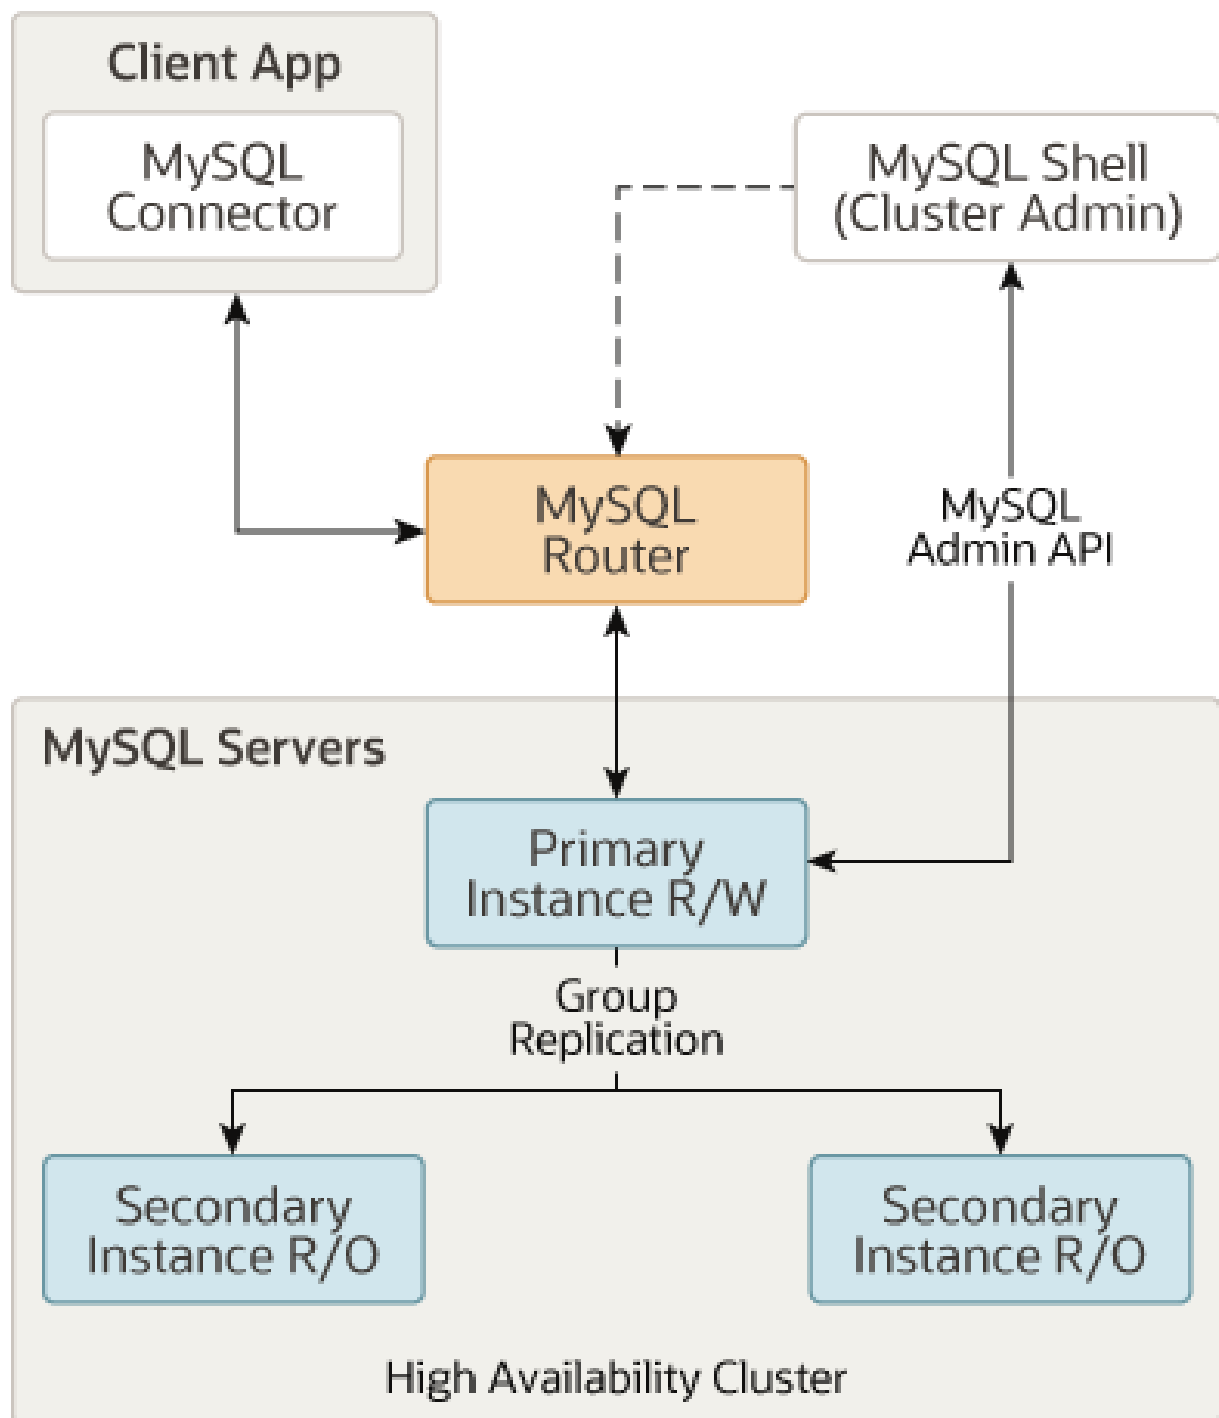 Client App
MySQL
Connector
MySQL Shell
(Cluster Admin)
MySQL
Router
MySQL
Admin API
MySQL Servers
Primary
Instance R/W
Group
Replication
Secondary
Instance R/O
Secondary
Instance R/O
High Availability Cluster